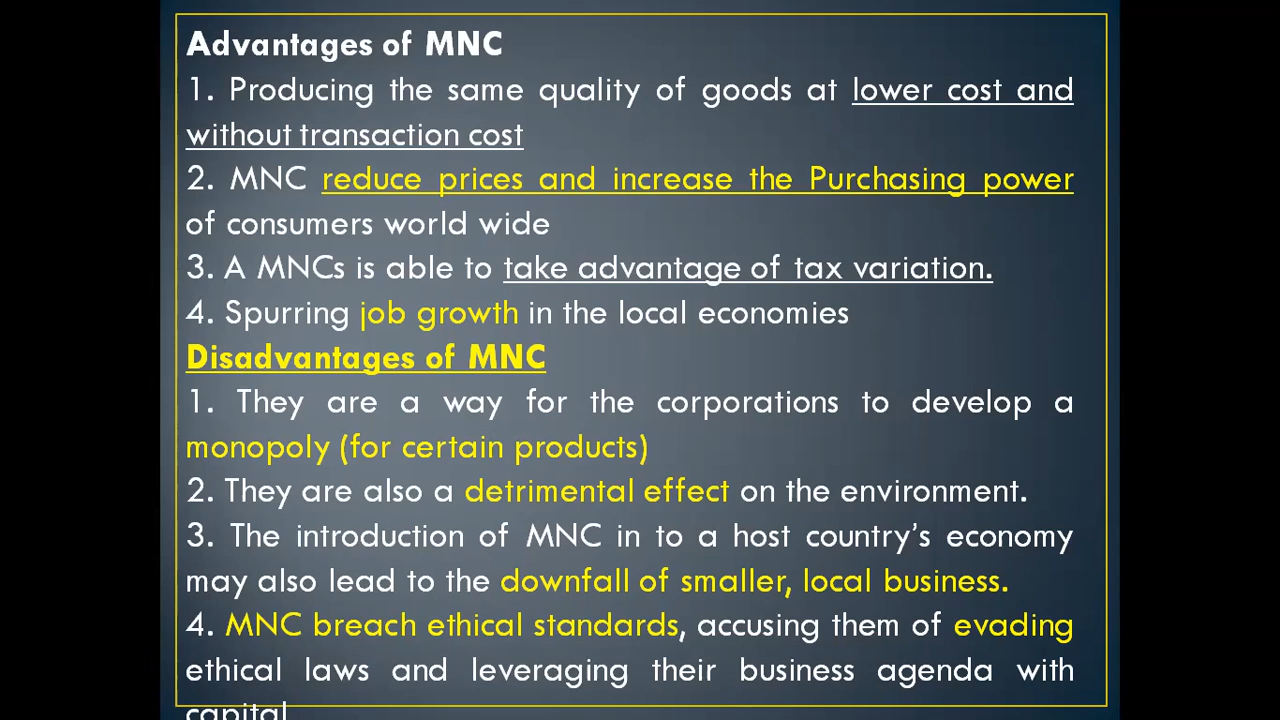 Advantages of MNC
1. Producing the same quality of goods at lower cost and
without transaction cost
2. MNC reduce prices and increase the Purchasing power
of consumers world wide
3. A MNCs is able to take advantage of tax variation.
4. Spurring job growth in the local economies
Disadvantages of MNC
1. They are a way for the corporations to develop a
monopoly (for certain products)
2. They are also a detrimental effect on the environment.
3. The introduction of MNC in to a host country's economy
may also lead to the downfall of smaller, local business.
4. MNC breach ethical standards, accusing them of evading
ethical laws and leveraging their business agenda with
capital